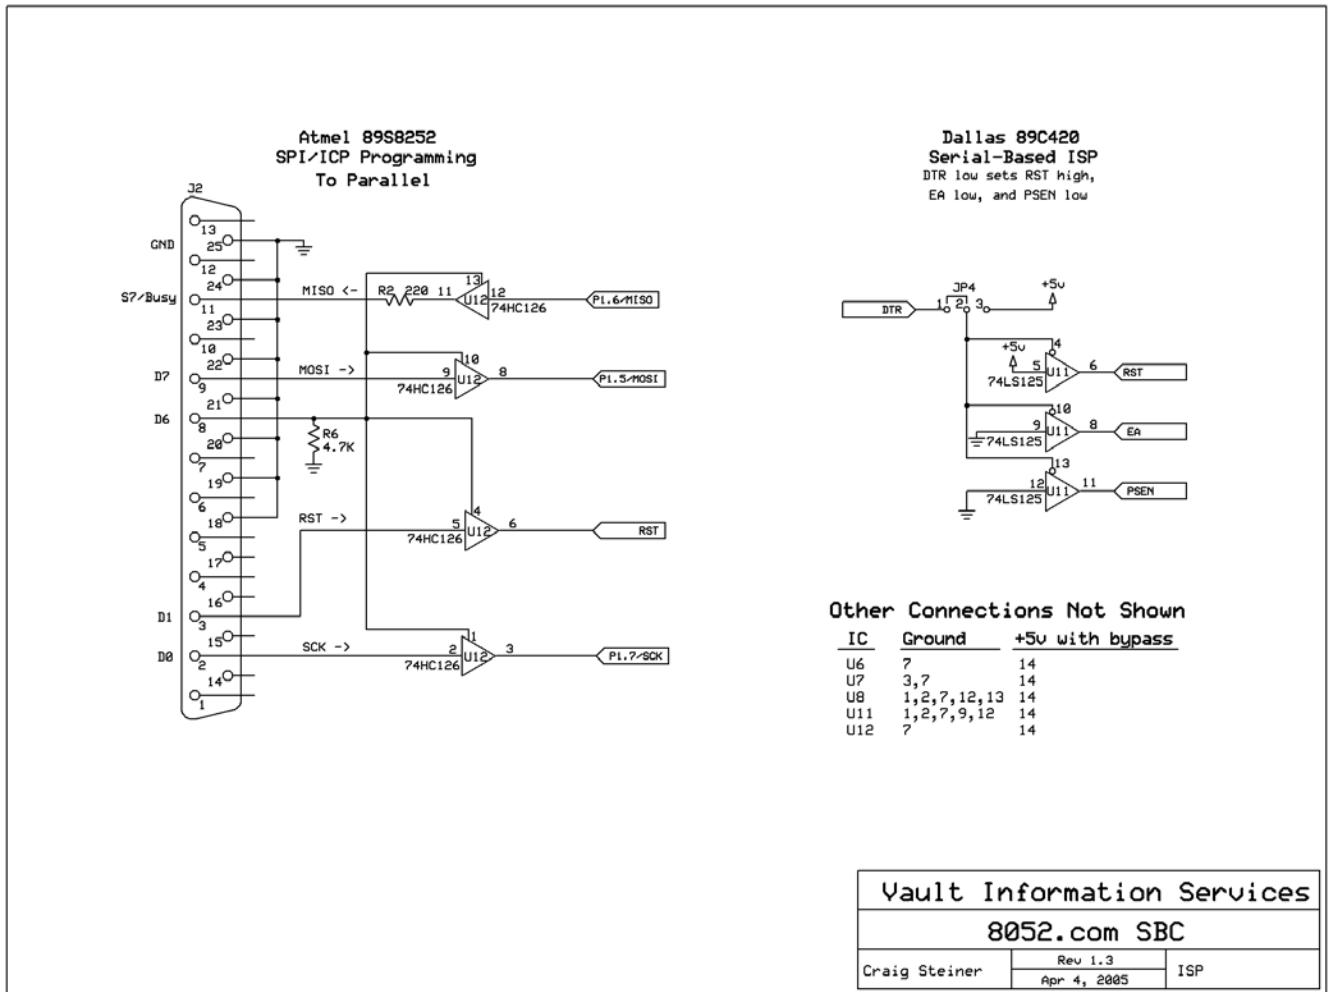 Atmel 89S8252
SPI/ICP Programming
To Parallel
J2
13
GND
25
12
24
S7/Busy
11
MISO <-
R2 220
11
13
U12
12
74HC126
P1.6/MISO
23
10
22
D7
9
MOSI ->
9
10
U12
8
74HC126
P1.5/MOSI
21
D6
8
R6
4.7K
20
7
19
6
18
5
RST ->
5
4
U12
6
74HC126
RST
17
4
16
D1
3
15
D0
2
SCK ->
2
1
U12
3
74HC126
P1.7/SCK
14
1
Dallas 89C420
Serial-Based ISP
DTR low sets RST high,
EA low, and PSEN low
DTR
JP4
1 2 3
+5v
+5v
4
5
U11
6
74LS125
RST
10
9
U11
8
74LS125
EA
13
12
U11
11
74LS125
PSEN
Other Connections Not Shown
IC Ground +5v with bypass
U6 7 14
U7 3,7 14
U8 1,2,7,12,13 14
U11 1,2,7,9,12 14
U12 7 14
Vault Information Services
8052.com SBC
Craig Steiner
Rev 1.3
Apr 4, 2005
ISP